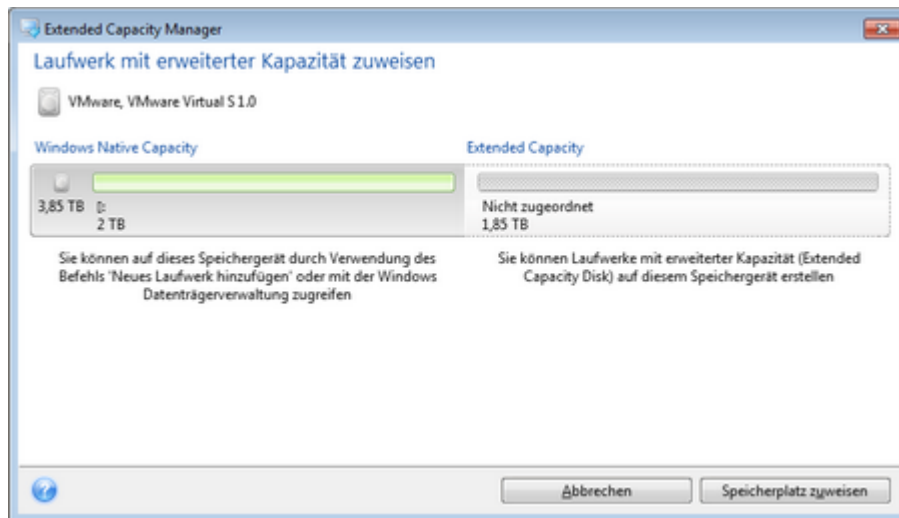 Extended Capacity Manager
Laufwerk mit erweiterter Kapazität zuweisen
VMware, VMware Virtual S 1.0
Windows Native Capacity
Extended Capacity
3,85 TB
2 TB
Nicht zugeordnet
1,85 TB
Sie können auf dieses Speichergerät durch Verwendung des
Befehls 'Neues Laufwerk hinzufügen' oder mit der Windows
Datenträgerverwaltung zugreifen
Sie können Laufwerke mit erweiterter Kapazität (Extended
Capacity Disk) auf diesem Speichergerät erstellen
Abbrechen
Speicherplatz zuweisen